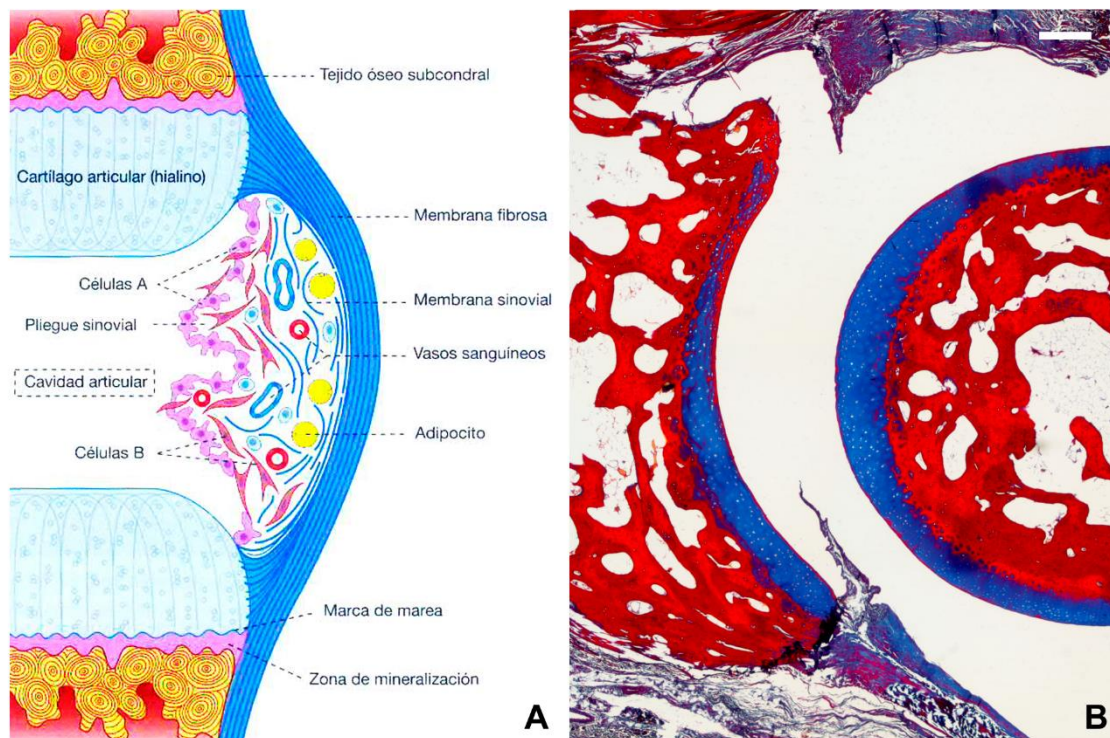 Tejido óseo subcondral
Cartílago articular (hialino)
Membrana fibrosa
Células A
Membrana sinovial
Pliegue sinovial
Vasos sanguíneos
Cavidad articular
Adipocito
Células B
Marca de marea
Zona de mineralización
A
B